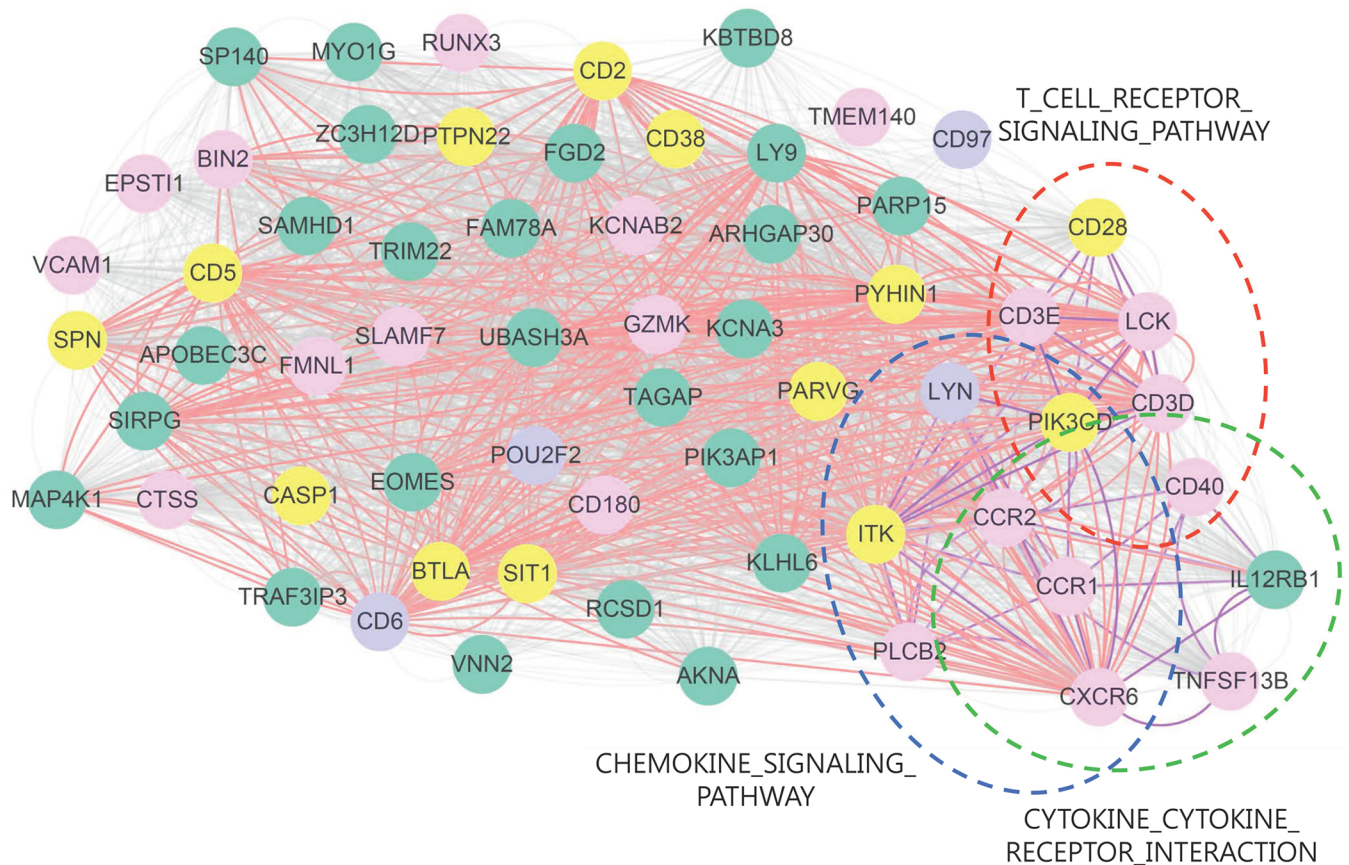 SP140
MYO1G
RUNX3
CD2
KBTBD8
T_CELL_RECEPTOR_
SIGNALING_PATHWAY
TMEM140
CD97
ZC3H12D
PTPN22
FGD2
CD38
LY9
BIN2
EPSTI1
PARP15
SAMHD1
TRIM22
FAM78A
KCNAB2
ARHGAP30
CD28
VCAM1
CD5
PYHIN1
CD3E
LCK
SPN
APOBEC3C
FMNL1
SLAMF7
UBASH3A
GZMK
KCNA3
TAGAP
PARVG
LYN
CD3D
PIK3CD
SIRPG
MAP4K1
CTSS
CASP1
EOMES
POU2F2
CD180
PIK3AP1
CD40
CCR2
ITK
BTLA
SIT1
KLHL6
CCR1
IL12RB1
TRAF3IP3
CD6
RCSD1
VNN2
AKNA
PLCB2
CXCR6
TNFSF13B
CHEMOKINE_SIGNALING_
PATHWAY
CYTOKINE_CYTOKINE_
RECEPTOR_INTERACTION